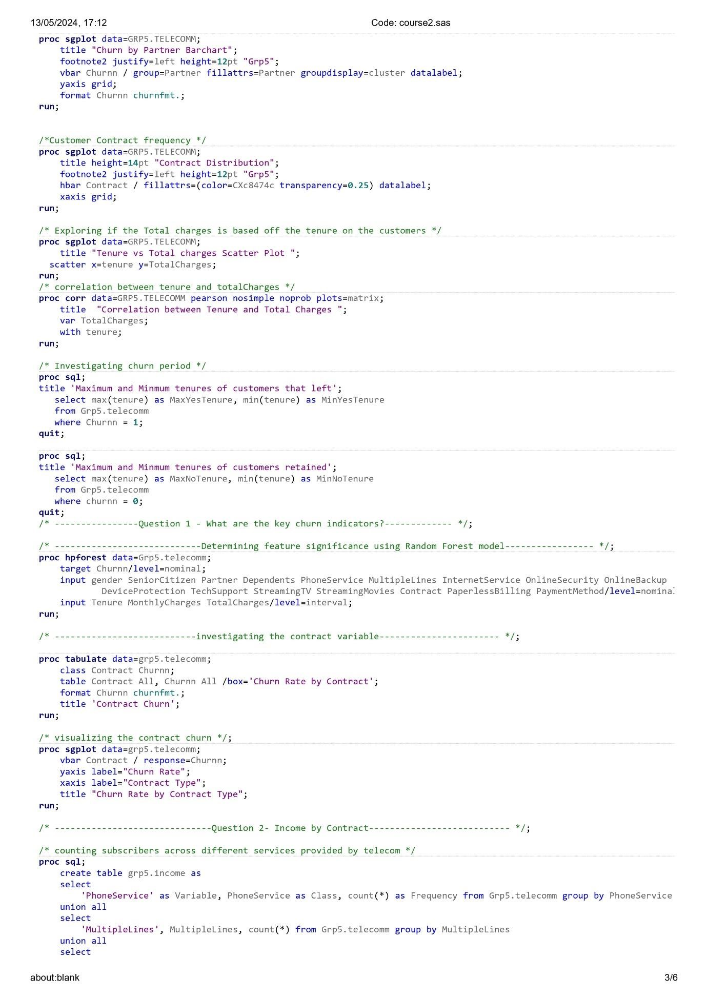 13/05/2024, 17:12 Code: course2.sas
proc sgplot data=GRP5.TELECOMM;
    title "Churn by Partner Barchart";
    footnote2 justify=left height=12pt "Grp5";
    vbar Churnn / group=Partner fillattrs=Partner groupdisplay=cluster datalabel;
    yaxis grid;
    format Churnn churnfmt.;
run;
/*Customer Contract frequency */
proc sgplot data=GRP5.TELECOMM;
    title height=14pt "Contract Distribution";
    footnote2 justify=left height=12pt "Grp5";
    hbar Contract / fillattrs=(color=CXc8474c transparency=0.25) datalabel;
    xaxis grid;
run;
/* Exploring if the Total charges is based off the tenure on the customers */
proc sgplot data=GRP5.TELECOMM;
    title "Tenure vs Total charges Scatter Plot ";
  scatter x=tenure y=TotalCharges;
run;
/* correlation between tenure and totalCharges */
proc corr data=GRP5.TELECOMM pearson nosimple noprob plots=matrix;
    title  "Correlation between Tenure and Total Charges ";
    var TotalCharges;
    with tenure;
run;
/* Investigating churn period */
proc sql;
title 'Maximum and Minmum tenures of customers that left';
   select max(tenure) as MaxYesTenure, min(tenure) as MinYesTenure
   from Grp5.telecomm
   where Churnn = 1;
quit;
proc sql;
title 'Maximum and Minmum tenures of customers retained';
   select max(tenure) as MaxNoTenure, min(tenure) as MinNoTenure
   from Grp5.telecomm
   where churnn = 0;
quit;
/* ----------------Question 1 - What are the key churn indicators?------------- */;
/* ----------------------------Determining feature significance using Random Forest model----------------- */;
proc hpforest data=Grp5.telecomm;
    target Churnn/level=nominal;
    input gender SeniorCitizen Partner Dependents PhoneService MultipleLines InternetService OnlineSecurity OnlineBackup
            DeviceProtection TechSupport StreamingTV StreamingMovies Contract PaperlessBilling PaymentMethod/level=nominal
    input Tenure MonthlyCharges TotalCharges/level=interval;
run;
/* ---------------------------investigating the contract variable----------------------- */;
proc tabulate data=grp5.telecomm;
    class Contract Churnn;
    table Contract All, Churnn All /box='Churn Rate by Contract';
    format Churnn churnfmt.;
    title 'Contract Churn';
run;
/* visualizing the contract churn */;
proc sgplot data=grp5.telecomm;
    vbar Contract / response=Churnn;
    yaxis label="Churn Rate";
    xaxis label="Contract Type";
    title "Churn Rate by Contract Type";
run;
/* ------------------------------Question 2- Income by Contract--------------------------- */;
/* counting subscribers across different services provided by telecom */
proc sql;
    create table grp5.income as
    select
        'PhoneService' as Variable, PhoneService as Class, count(*) as Frequency from Grp5.telecomm group by PhoneService
    union all
    select
        'MultipleLines', MultipleLines, count(*) from Grp5.telecomm group by MultipleLines
    union all
    select
about:blank 3/6